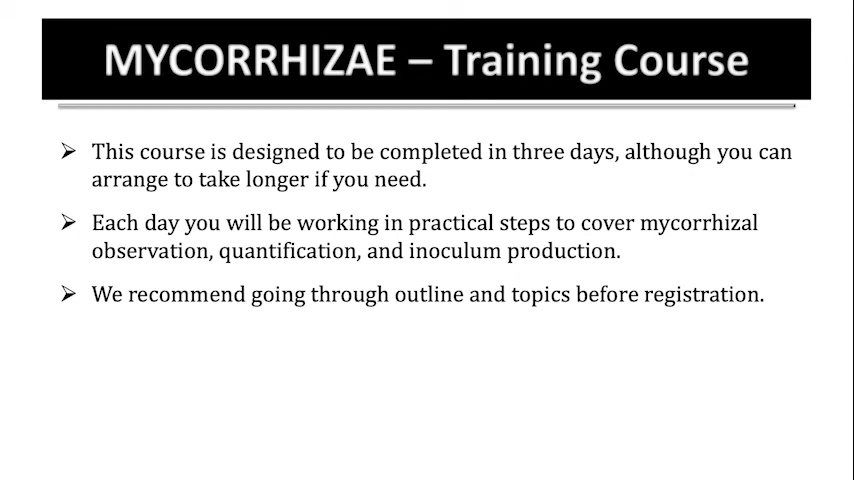 MYCORRHIZAE – Training Course
➢ This course is designed to be completed in three days, although you can
arrange to take longer if you need.
➢ Each day you will be working in practical steps to cover mycorrhizal
observation, quantification, and inoculum production.
➢ We recommend going through outline and topics before registration.